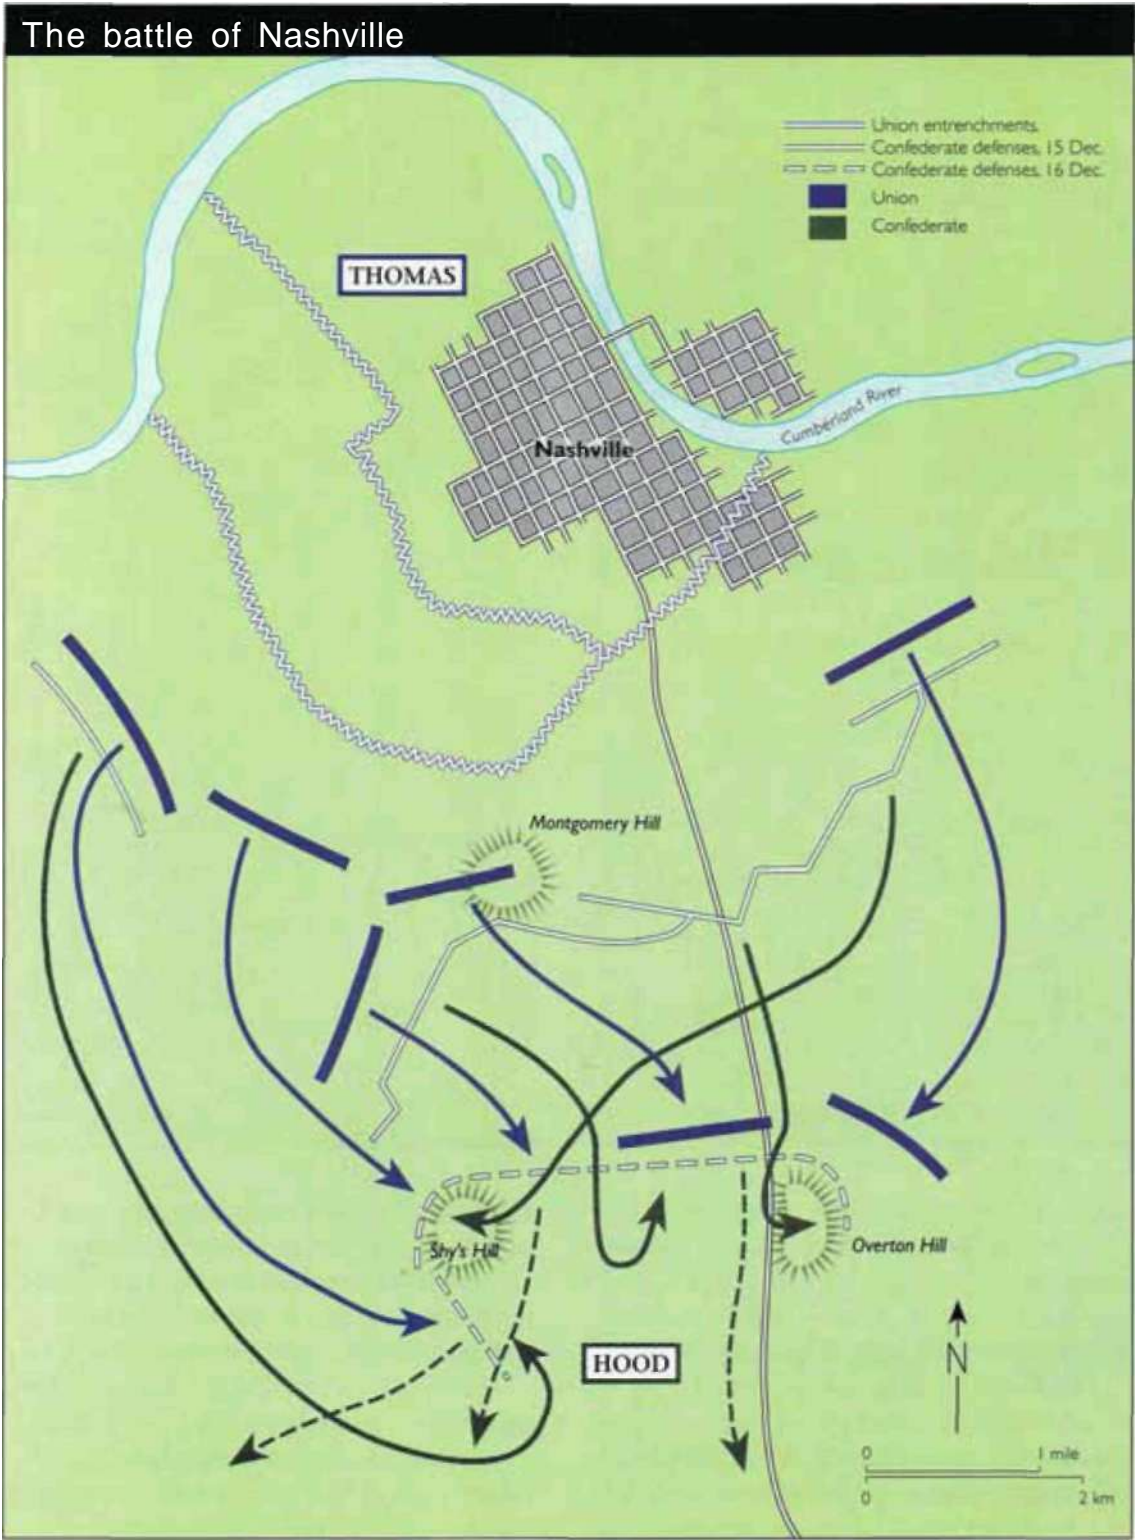 The battle of Nashville
Union entrenchments.
Confederate defenses, 15 Dec.
Confederate defenses, 16 Dec.
Union
Confederate
THOMAS
Nashville
Cumberland River
Montgomery Hill
Shy's Hill
Overton Hill
HOOD
N
0 1 mile
0 2 km